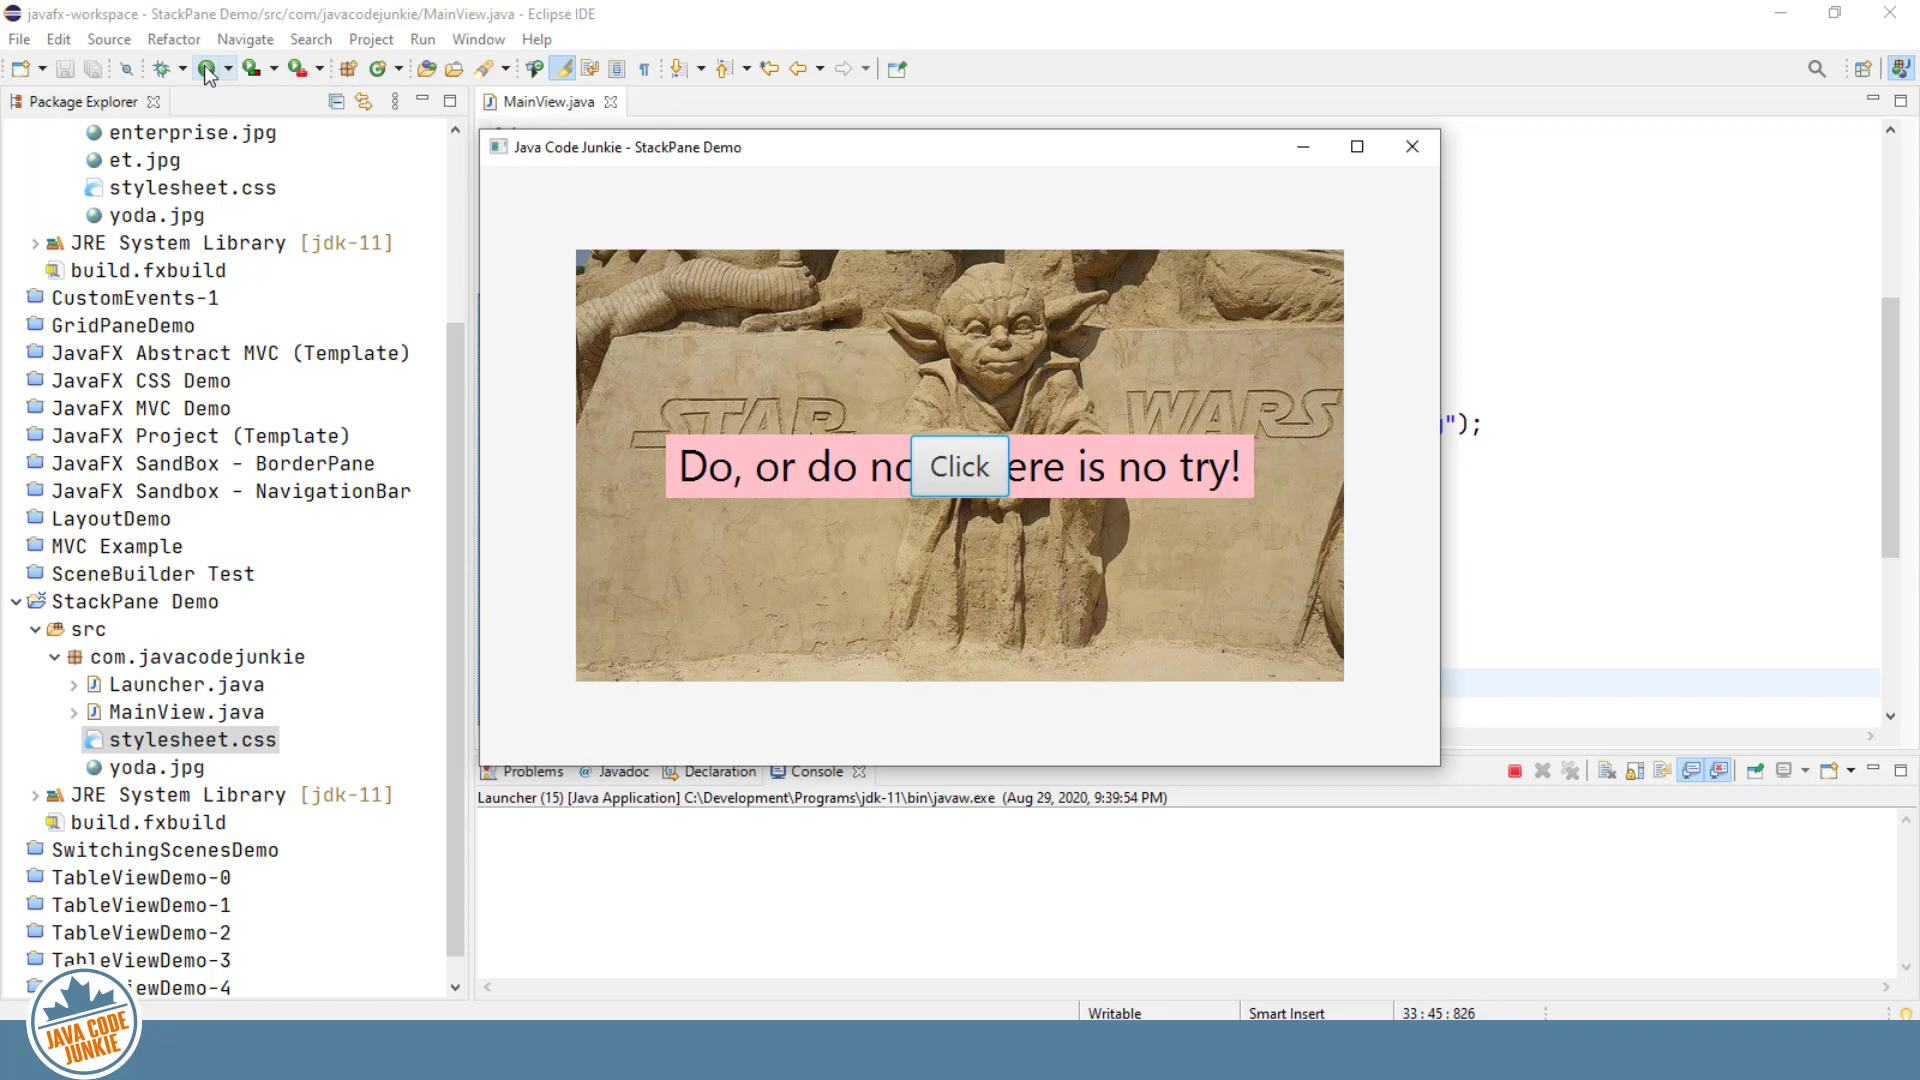 javafx-workspace - StackPane Demo/src/com/javacodejunkie/MainView.java - Eclipse IDE
File Edit Source Refactor Navigate Search Project Run Window Help
Package Explorer
enterprise.jpg
et.jpg
stylesheet.css
yoda.jpg
JRE System Library [jdk-11]
build.fxbuild
CustomEvents-1
GridPaneDemo
JavaFX Abstract MVC (Template)
JavaFX CSS Demo
JavaFX MVC Demo
JavaFX Project (Template)
JavaFX SandBox - BorderPane
JavaFX Sandbox - NavigationBar
LayoutDemo
MVC Example
SceneBuilder Test
StackPane Demo
src
com.javacodejunkie
Launcher.java
MainView.java
stylesheet.css
yoda.jpg
JRE System Library [jdk-11]
build.fxbuild
SwitchingScenesDemo
TableViewDemo-0
TableViewDemo-1
TableViewDemo-2
TableViewDemo-3
iewDemo-4
MainView.java
Java Code Junkie - StackPane Demo
STAR WARS
Do, or do no
Click
ere is no try!
");
Problems @ Javadoc Declaration Console
Launcher (15) [Java Application] C:\Development\Programs\jdk-11\bin\javaw.exe (Aug 29, 2020, 9:39:54 PM)
Writable Smart Insert 33 : 45 : 826
JAVA CODE
JUNKIE